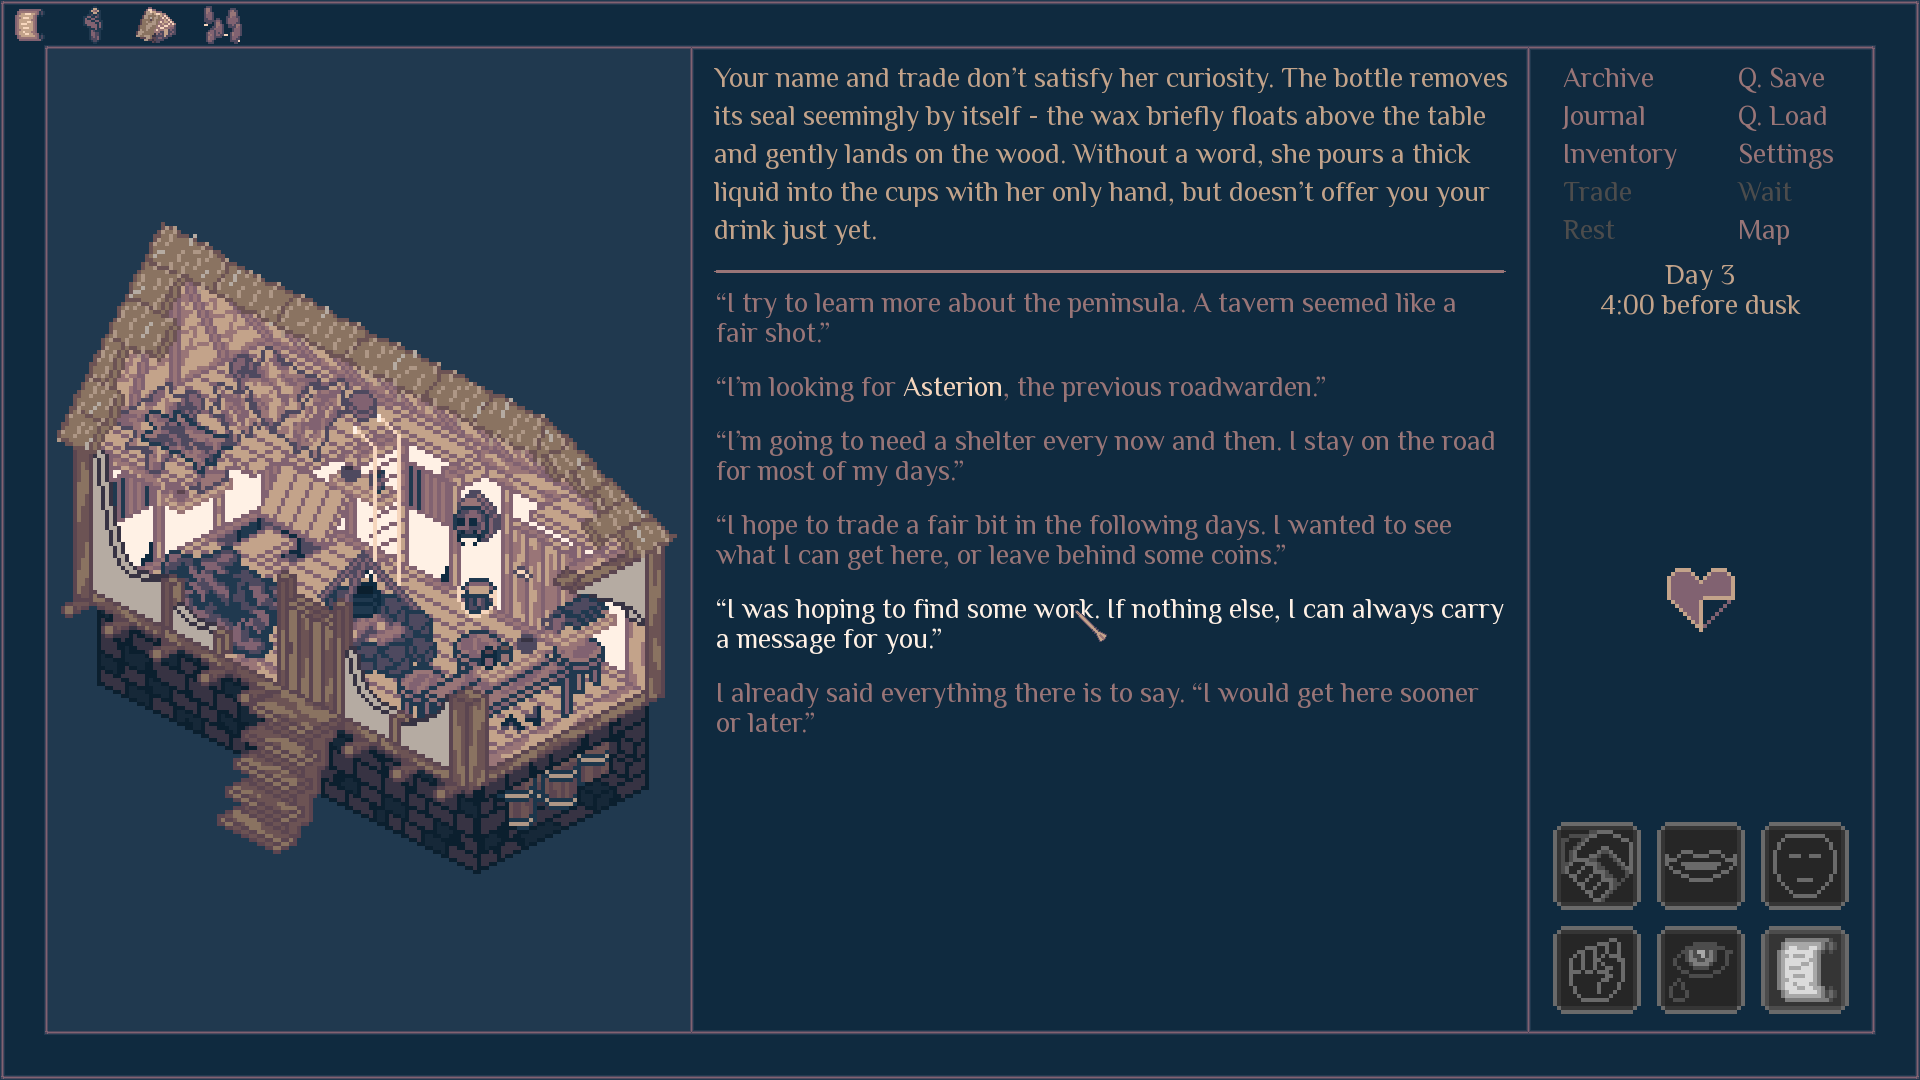 Your name and trade don’t satisfy her curiosity. The bottle removes
its seal seemingly by itself - the wax briefly floats above the table
and gently lands on the wood. Without a word, she pours a thick
liquid into the cups with her only hand, but doesn’t offer you your
drink just yet.
“I try to learn more about the peninsula. A tavern seemed like a
fair shot.”
“I’m looking for Asterion, the previous roadwarden.”
“I’m going to need a shelter every now and then. I stay on the road
for most of my days.”
“I hope to trade a fair bit in the following days. I wanted to see
what I can get here, or leave behind some coins.”
“I was hoping to find some work. If nothing else, I can always carry
a message for you.”
I already said everything there is to say. “I would get here sooner
or later.”
Archive Q. Save
Journal Q. Load
Inventory Settings
Trade Wait
Rest Map
Day 3
4:00 before dusk